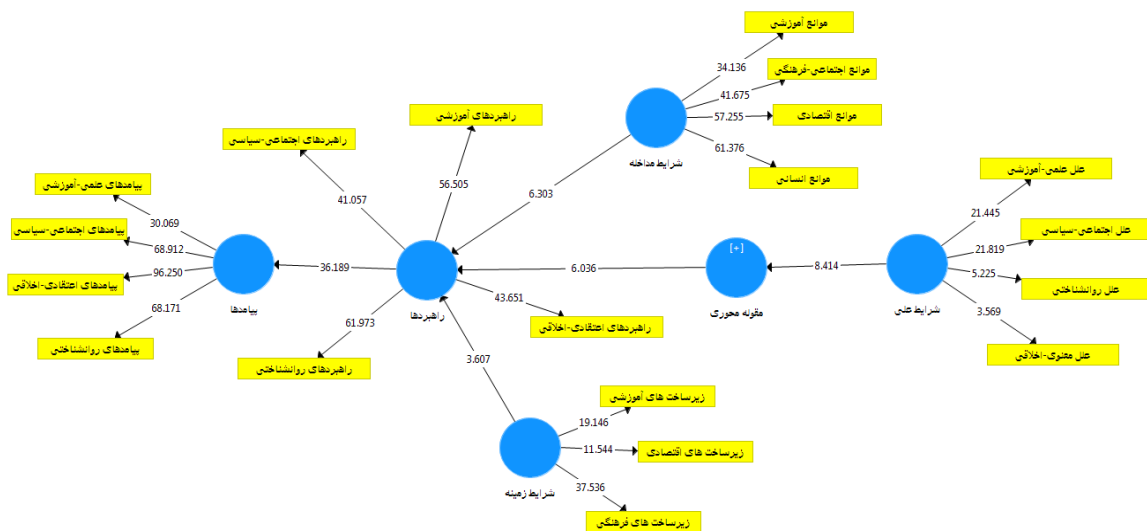 موانع آموزشی
34.136
موانع اجتماعی-فرهنگی
41.675
موانع اقتصادی
57.255
موانع انسانی
61.376
شرایط مداخله
6.303
علل علمی-آموزشی
21.445
علل اجتماعی-سیاسی
21.819
علل روانشناختی
5.225
علل معنوی-اخلاقی
3.569
شرایط علی
8.414
[+]
مقوله محوری
6.036
راهبردهای آموزشی
56.505
راهبردهای اجتماعی-سیاسی
41.057
راهبردهای اعتقادی-اخلاقی
43.651
راهبردهای روانشناختی
61.973
راهبردها
36.189
پیامدهای علمی-آموزشی
30.069
پیامدهای اجتماعی-سیاسی
68.912
پیامدهای اعتقادی-اخلاقی
96.250
پیامدهای روانشناختی
68.171
پیامدها
3.607
زیرساخت های آموزشی
19.146
زیرساخت های اقتصادی
11.544
زیرساخت های فرهنگی
37.536
شرایط زمینه